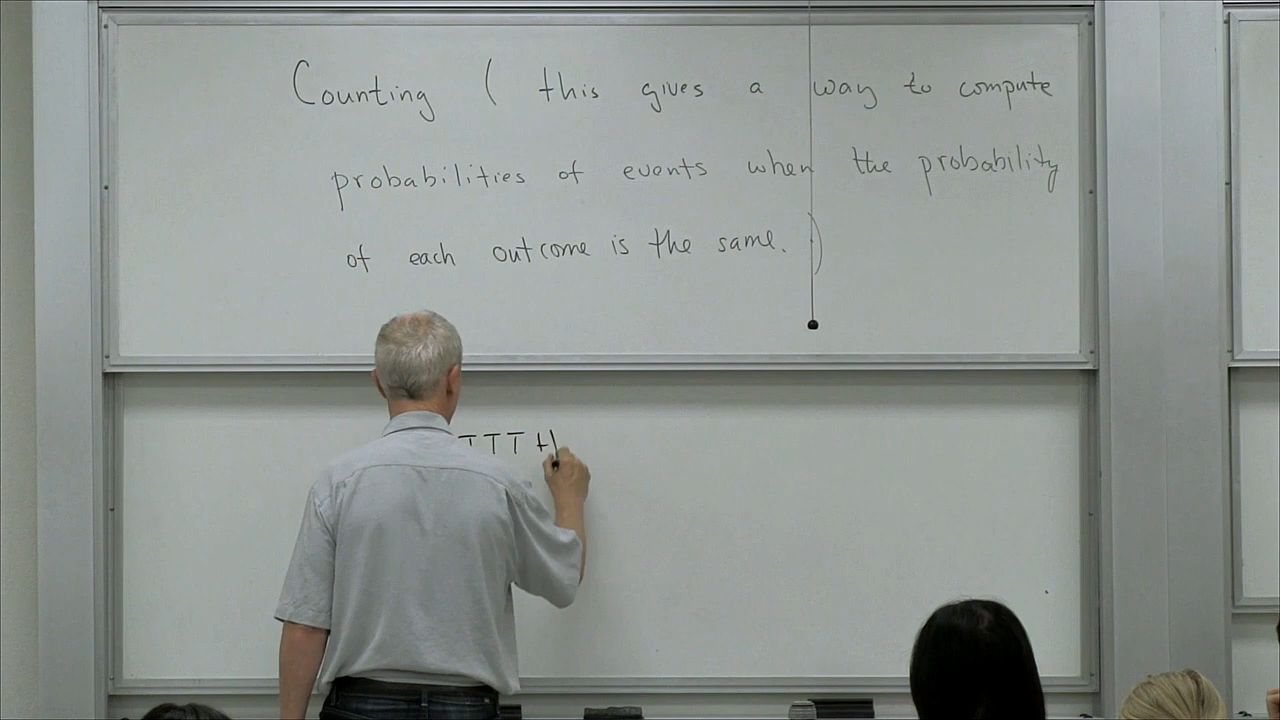 Counting ( this gives a way to compute
probabilities of events when the probability
of each outcome is the same. )
TTTH